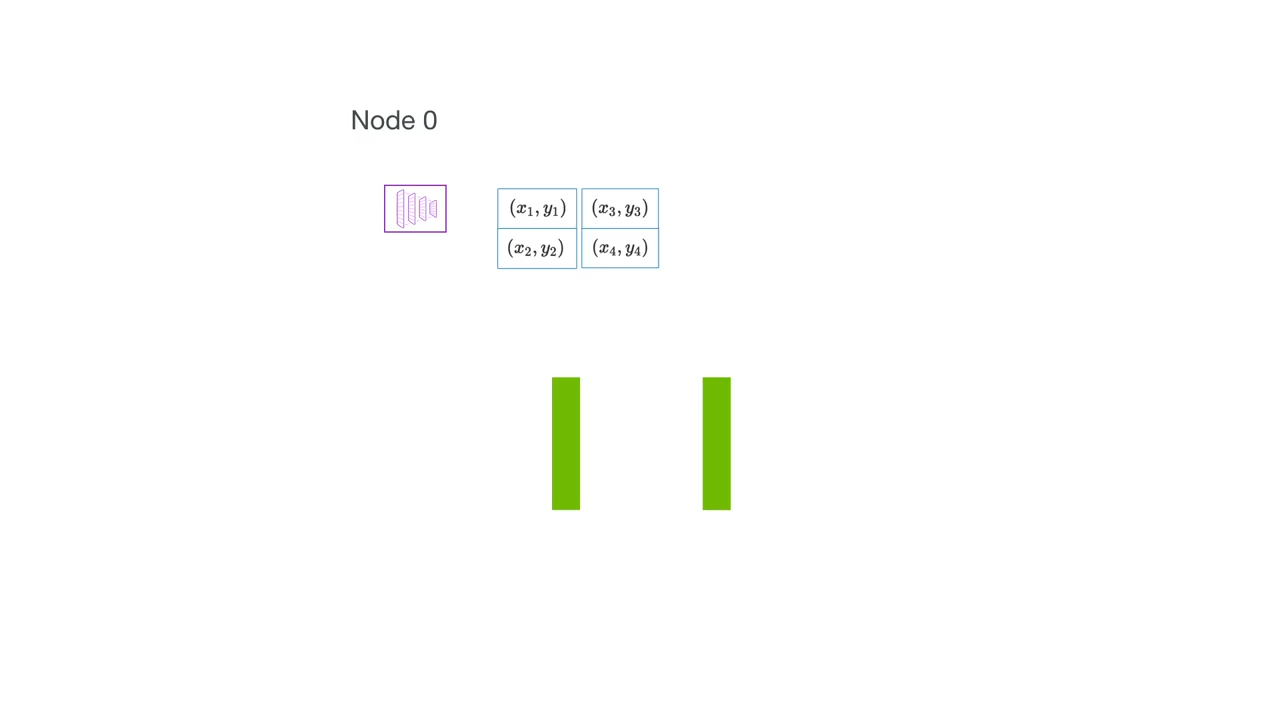 Node 0
(x₁, y₁) (x₃, y₃)
(x₂, y₂) (x₄, y₄)